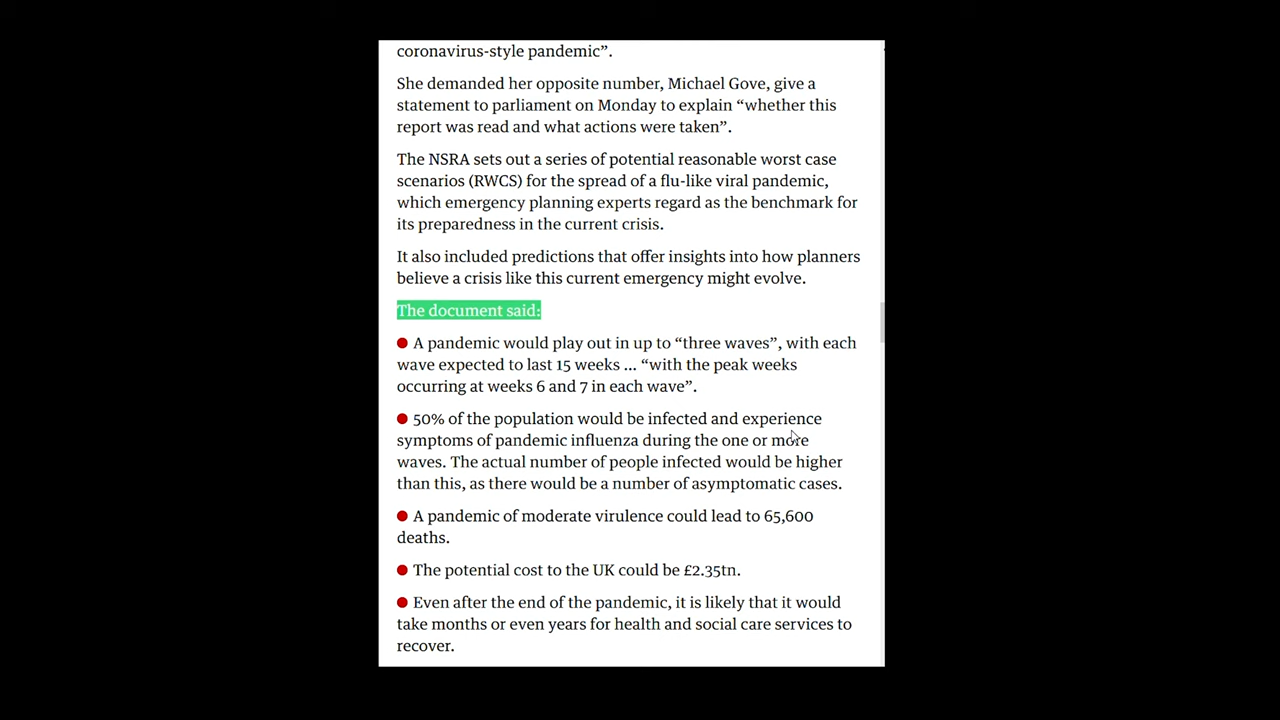 coronavirus-style pandemic”.
She demanded her opposite number, Michael Gove, give a
statement to parliament on Monday to explain “whether this
report was read and what actions were taken”.
The NSRA sets out a series of potential reasonable worst case
scenarios (RWCS) for the spread of a flu-like viral pandemic,
which emergency planning experts regard as the benchmark for
its preparedness in the current crisis.
It also included predictions that offer insights into how planners
believe a crisis like this current emergency might evolve.
The document said:
● A pandemic would play out in up to “three waves”, with each
wave expected to last 15 weeks ... “with the peak weeks
occurring at weeks 6 and 7 in each wave”.
● 50% of the population would be infected and experience
symptoms of pandemic influenza during the one or more
waves. The actual number of people infected would be higher
than this, as there would be a number of asymptomatic cases.
● A pandemic of moderate virulence could lead to 65,600
deaths.
● The potential cost to the UK could be £2.35tn.
● Even after the end of the pandemic, it is likely that it would
take months or even years for health and social care services to
recover.